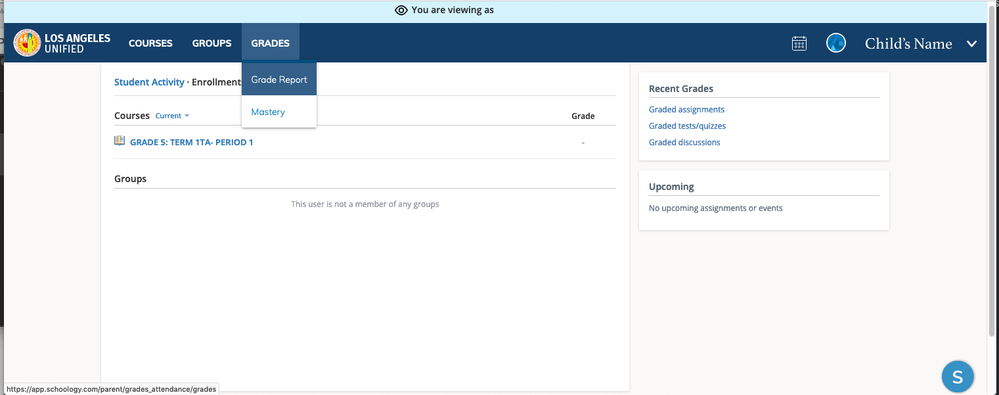 You are viewing as
LOS ANGELES
UNIFIED
COURSES
GROUPS
GRADES
Child's Name
Grade Report
Mastery
Student Activity · Enrollment
Courses Current
Grade
GRADE 5: TERM 1TA- PERIOD 1
-
Groups
This user is not a member of any groups
Recent Grades
Graded assignments
Graded tests/quizzes
Graded discussions
Upcoming
No upcoming assignments or events
S
https://app.schoology.com/parent/grades_attendance/grades